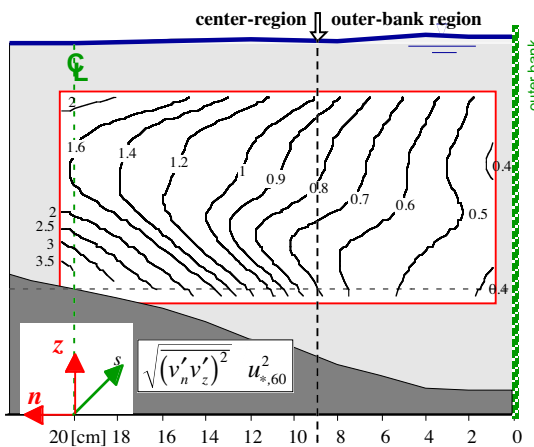 center-region outer-bank region
℄
outer bank
2
1.6
1.4
1.2
1
0.9
0.8
0.7
0.6
0.5
0.4
2
2.5
3
3.5
0.4
z
s
n
√(v′ₙv′_z)² u²_*,60
20 [cm] 18 16 14 12 10 8 6 4 2 0